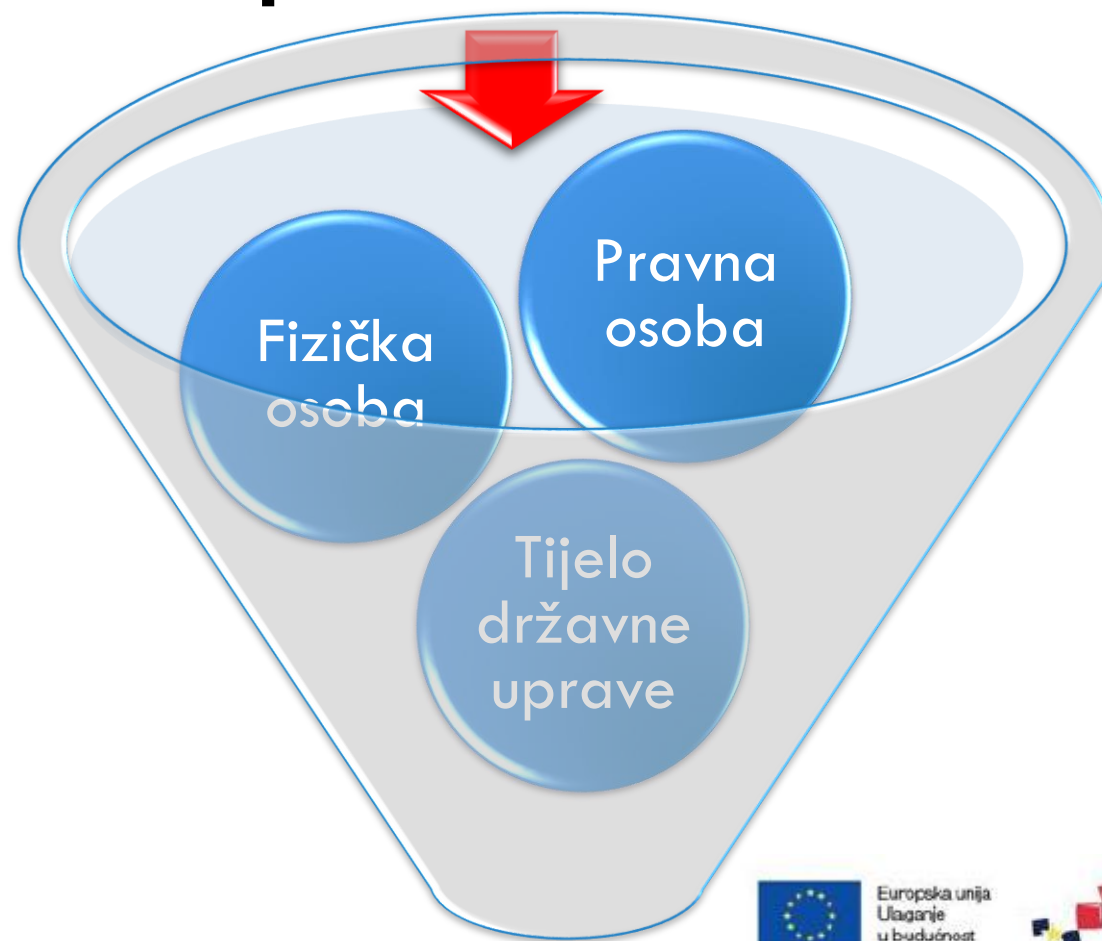 Fizička
osoba
Pravna
osoba
Tijelo
državne
uprave
Europska unija
Ulaganje
u budućnost